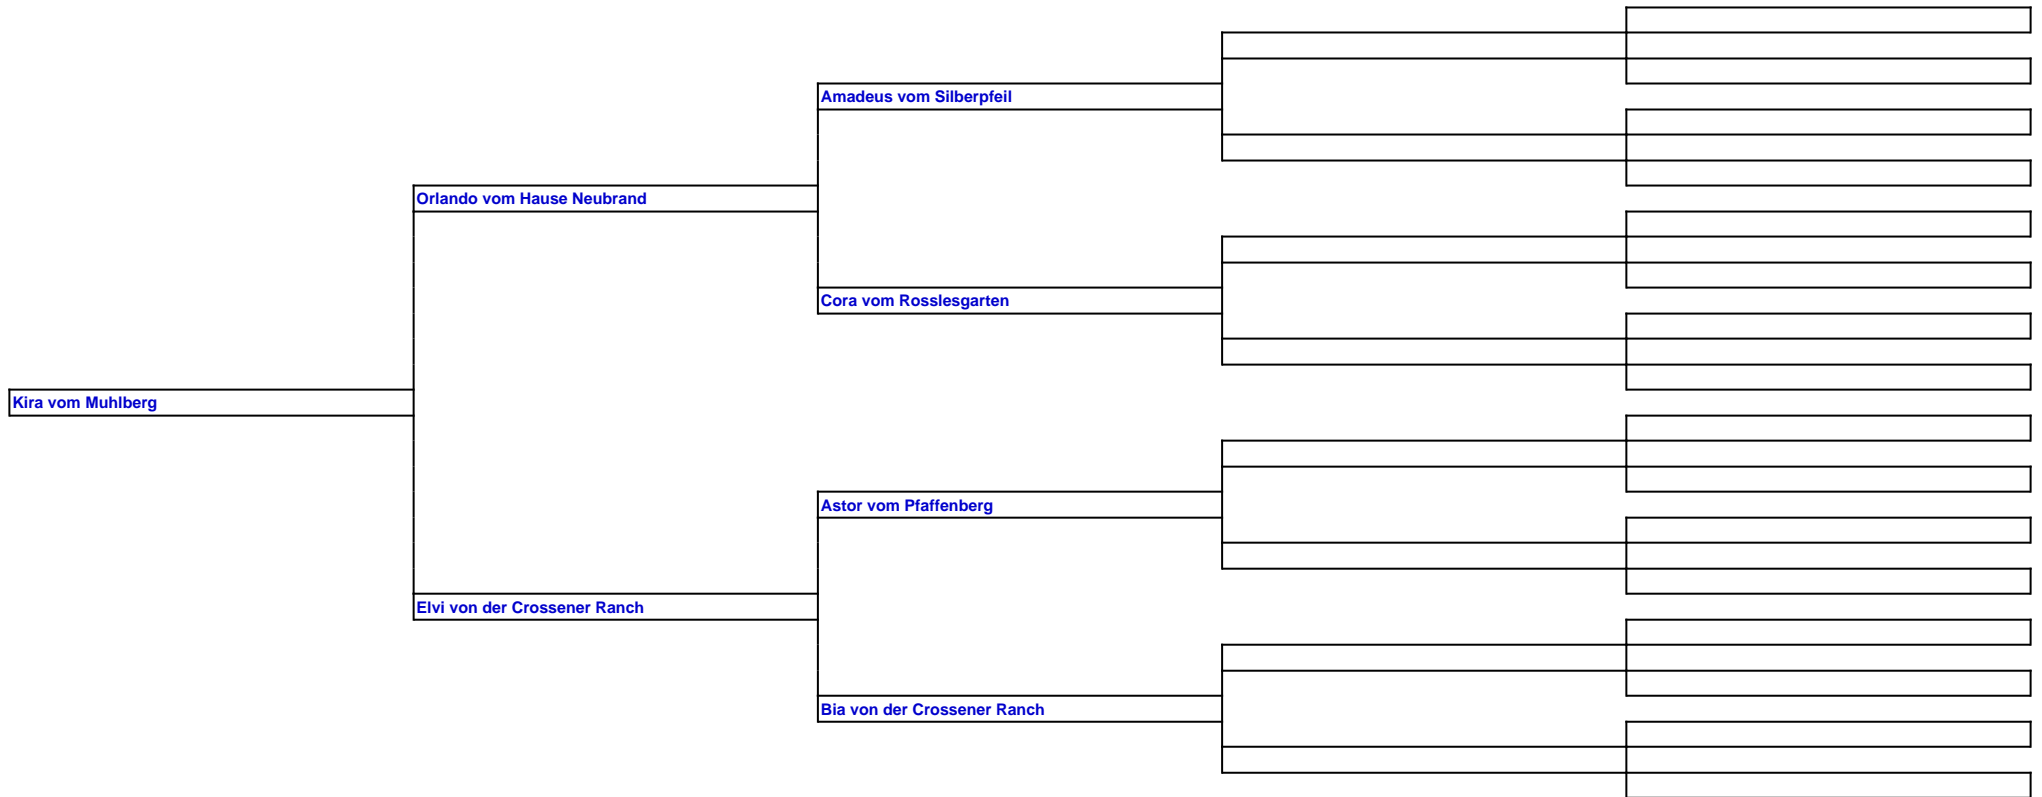 Amadeus vom Silberpfeil
Orlando vom Hause Neubrand
Cora vom Rosslesgarten
Kira vom Muhlberg
Astor vom Pfaffenberg
Elvi von der Crossener Ranch
Bia von der Crossener Ranch